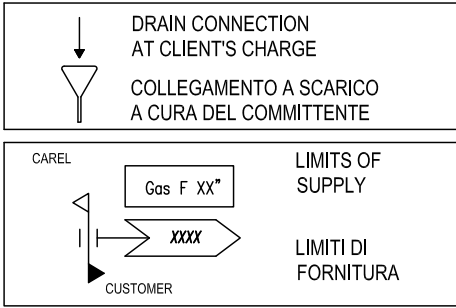 DRAIN CONNECTION
AT CLIENT'S CHARGE
COLLEGAMENTO A SCARICO
A CURA DEL COMMITTENTE
CAREL
Gas F XX"
LIMITS OF
SUPPLY
XXXX
LIMITI DI
FORNITURA
CUSTOMER